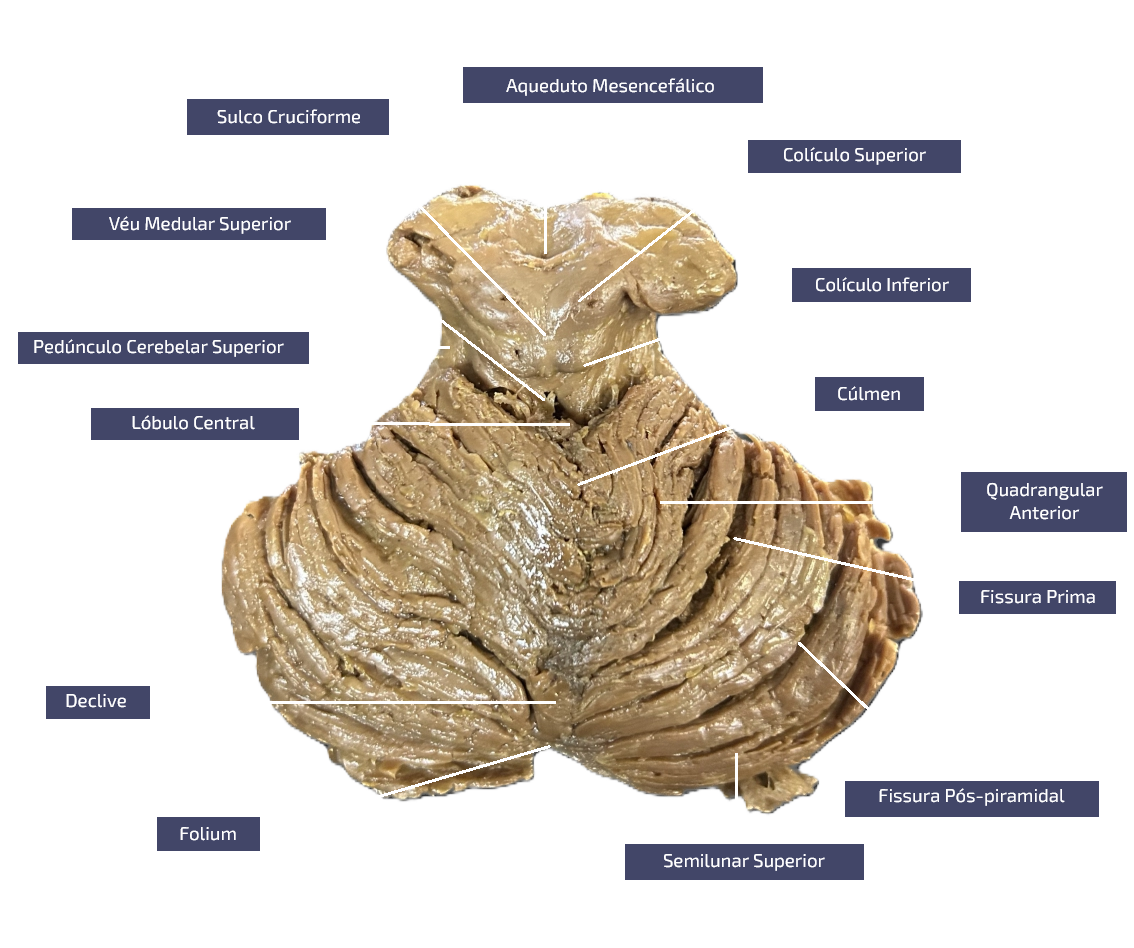 Aqueduto Mesencefálico
Sulco Cruciforme
Colículo Superior
Véu Medular Superior
Colículo Inferior
Pedúnculo Cerebelar Superior
Cúlmen
Lóbulo Central
Quadrangular
Anterior
Fissura Prima
Declive
Fissura Pós-piramidal
Folium
Semilunar Superior